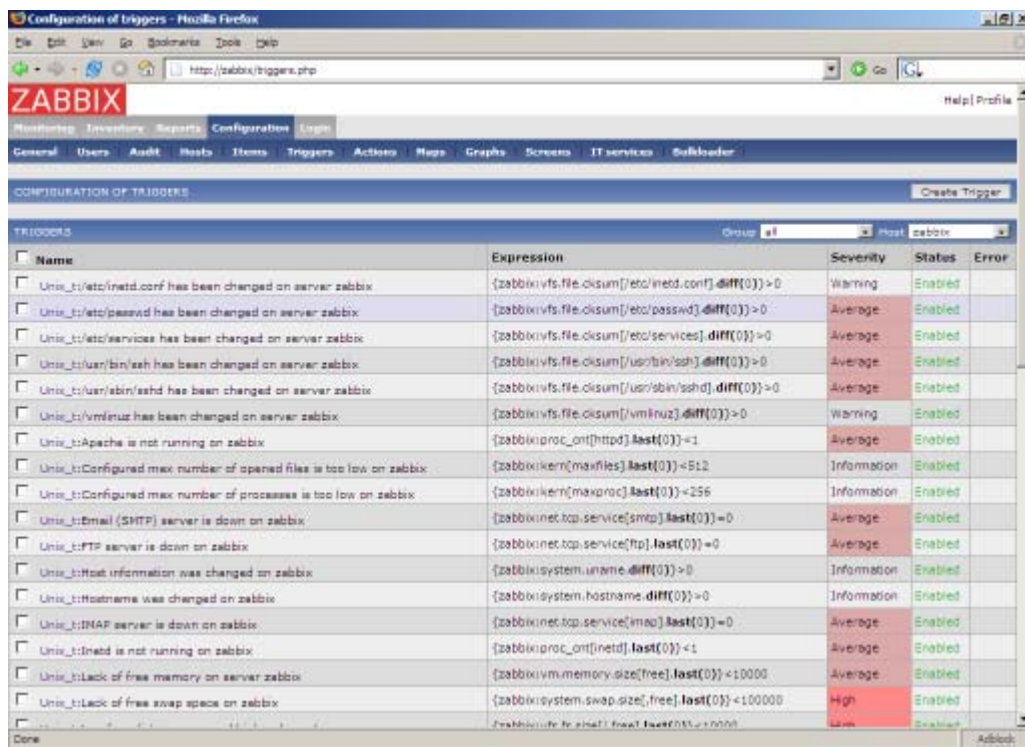 Configuration of triggers - Mozilla Firefox
File Edit View Go Bookmarks Tools Help
http://zabbix/triggers.php Go
ZABBIX Help | Profile
Monitoring Inventory Reports Configuration Login
General Users Audit Hosts Items Triggers Actions Maps Graphs Screens IT services Bulkloader
CONFIGURATION OF TRIGGERS Create Trigger
TRIGGERS Group all Host zabbix
Name Expression Severity Status Error
Unix_t:/etc/inetd.conf has been changed on server zabbix {zabbix:vfs.file.cksum[/etc/inetd.conf].diff(0)}>0 Warning Enabled
Unix_t:/etc/passwd has been changed on server zabbix {zabbix:vfs.file.cksum[/etc/passwd].diff(0)}>0 Average Enabled
Unix_t:/etc/services has been changed on server zabbix {zabbix:vfs.file.cksum[/etc/services].diff(0)}>0 Average Enabled
Unix_t:/usr/bin/ssh has been changed on server zabbix {zabbix:vfs.file.cksum[/usr/bin/ssh].diff(0)}>0 Average Enabled
Unix_t:/usr/sbin/sshd has been changed on server zabbix {zabbix:vfs.file.cksum[/usr/sbin/sshd].diff(0)}>0 Average Enabled
Unix_t:/vmlinuz has been changed on server zabbix {zabbix:vfs.file.cksum[/vmlinuz].diff(0)}>0 Warning Enabled
Unix_t:Apache is not running on zabbix {zabbix:proc_cnt[httpd].last(0)}<1 Average Enabled
Unix_t:Configured max number of opened files is too low on zabbix {zabbix:kern[maxfiles].last(0)}<512 Information Enabled
Unix_t:Configured max number of processes is too low on zabbix {zabbix:kern[maxproc].last(0)}<256 Information Enabled
Unix_t:Email (SMTP) server is down on zabbix {zabbix:net.tcp.service[smtp].last(0)}=0 Average Enabled
Unix_t:FTP server is down on zabbix {zabbix:net.tcp.service[ftp].last(0)}=0 Average Enabled
Unix_t:Host information was changed on zabbix {zabbix:system.uname.diff(0)}>0 Information Enabled
Unix_t:Hostname was changed on zabbix {zabbix:system.hostname.diff(0)}>0 Information Enabled
Unix_t:IMAP server is down on zabbix {zabbix:net.tcp.service[imap].last(0)}=0 Average Enabled
Unix_t:Inetd is not running on zabbix {zabbix:proc_cnt[inetd].last(0)}<1 Average Enabled
Unix_t:Lack of free memory on server zabbix {zabbix:vm.memory.size[free].last(0)}<10000 Average Enabled
Unix_t:Lack of free swap space on zabbix {zabbix:system.swap.size[,free].last(0)}<100000 High Enabled
Done Adblock